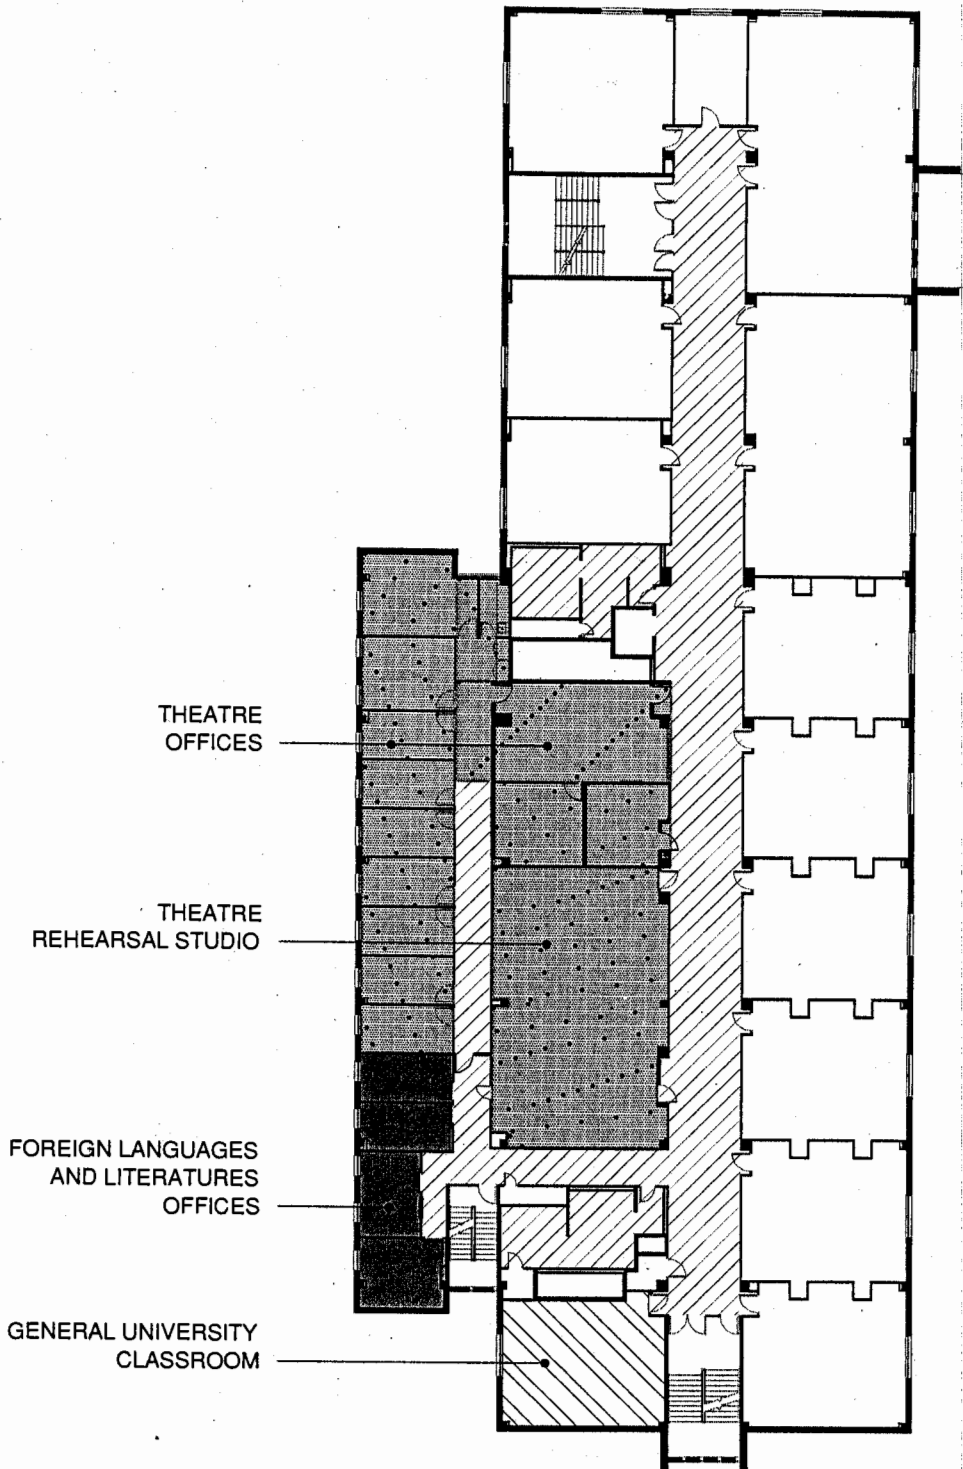 THEATRE
OFFICES
THEATRE
REHEARSAL STUDIO
FOREIGN LANGUAGES
AND LITERATURES
OFFICES
GENERAL UNIVERSITY
CLASSROOM